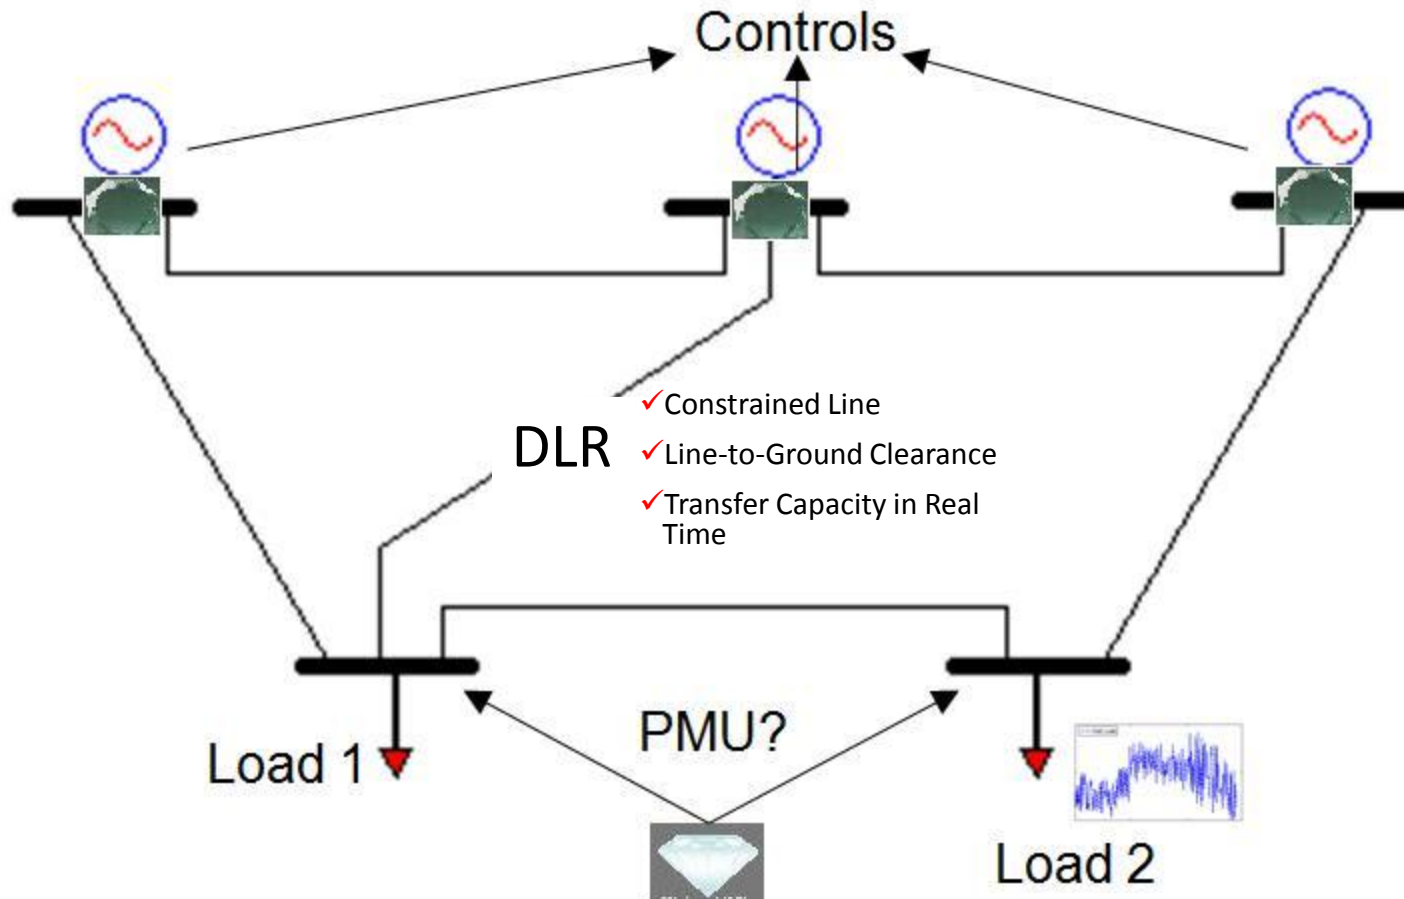 Controls
✓Constrained Line
DLR
✓Line-to-Ground Clearance
✓Transfer Capacity in Real
Time
PMU?
Load 1
Load 2